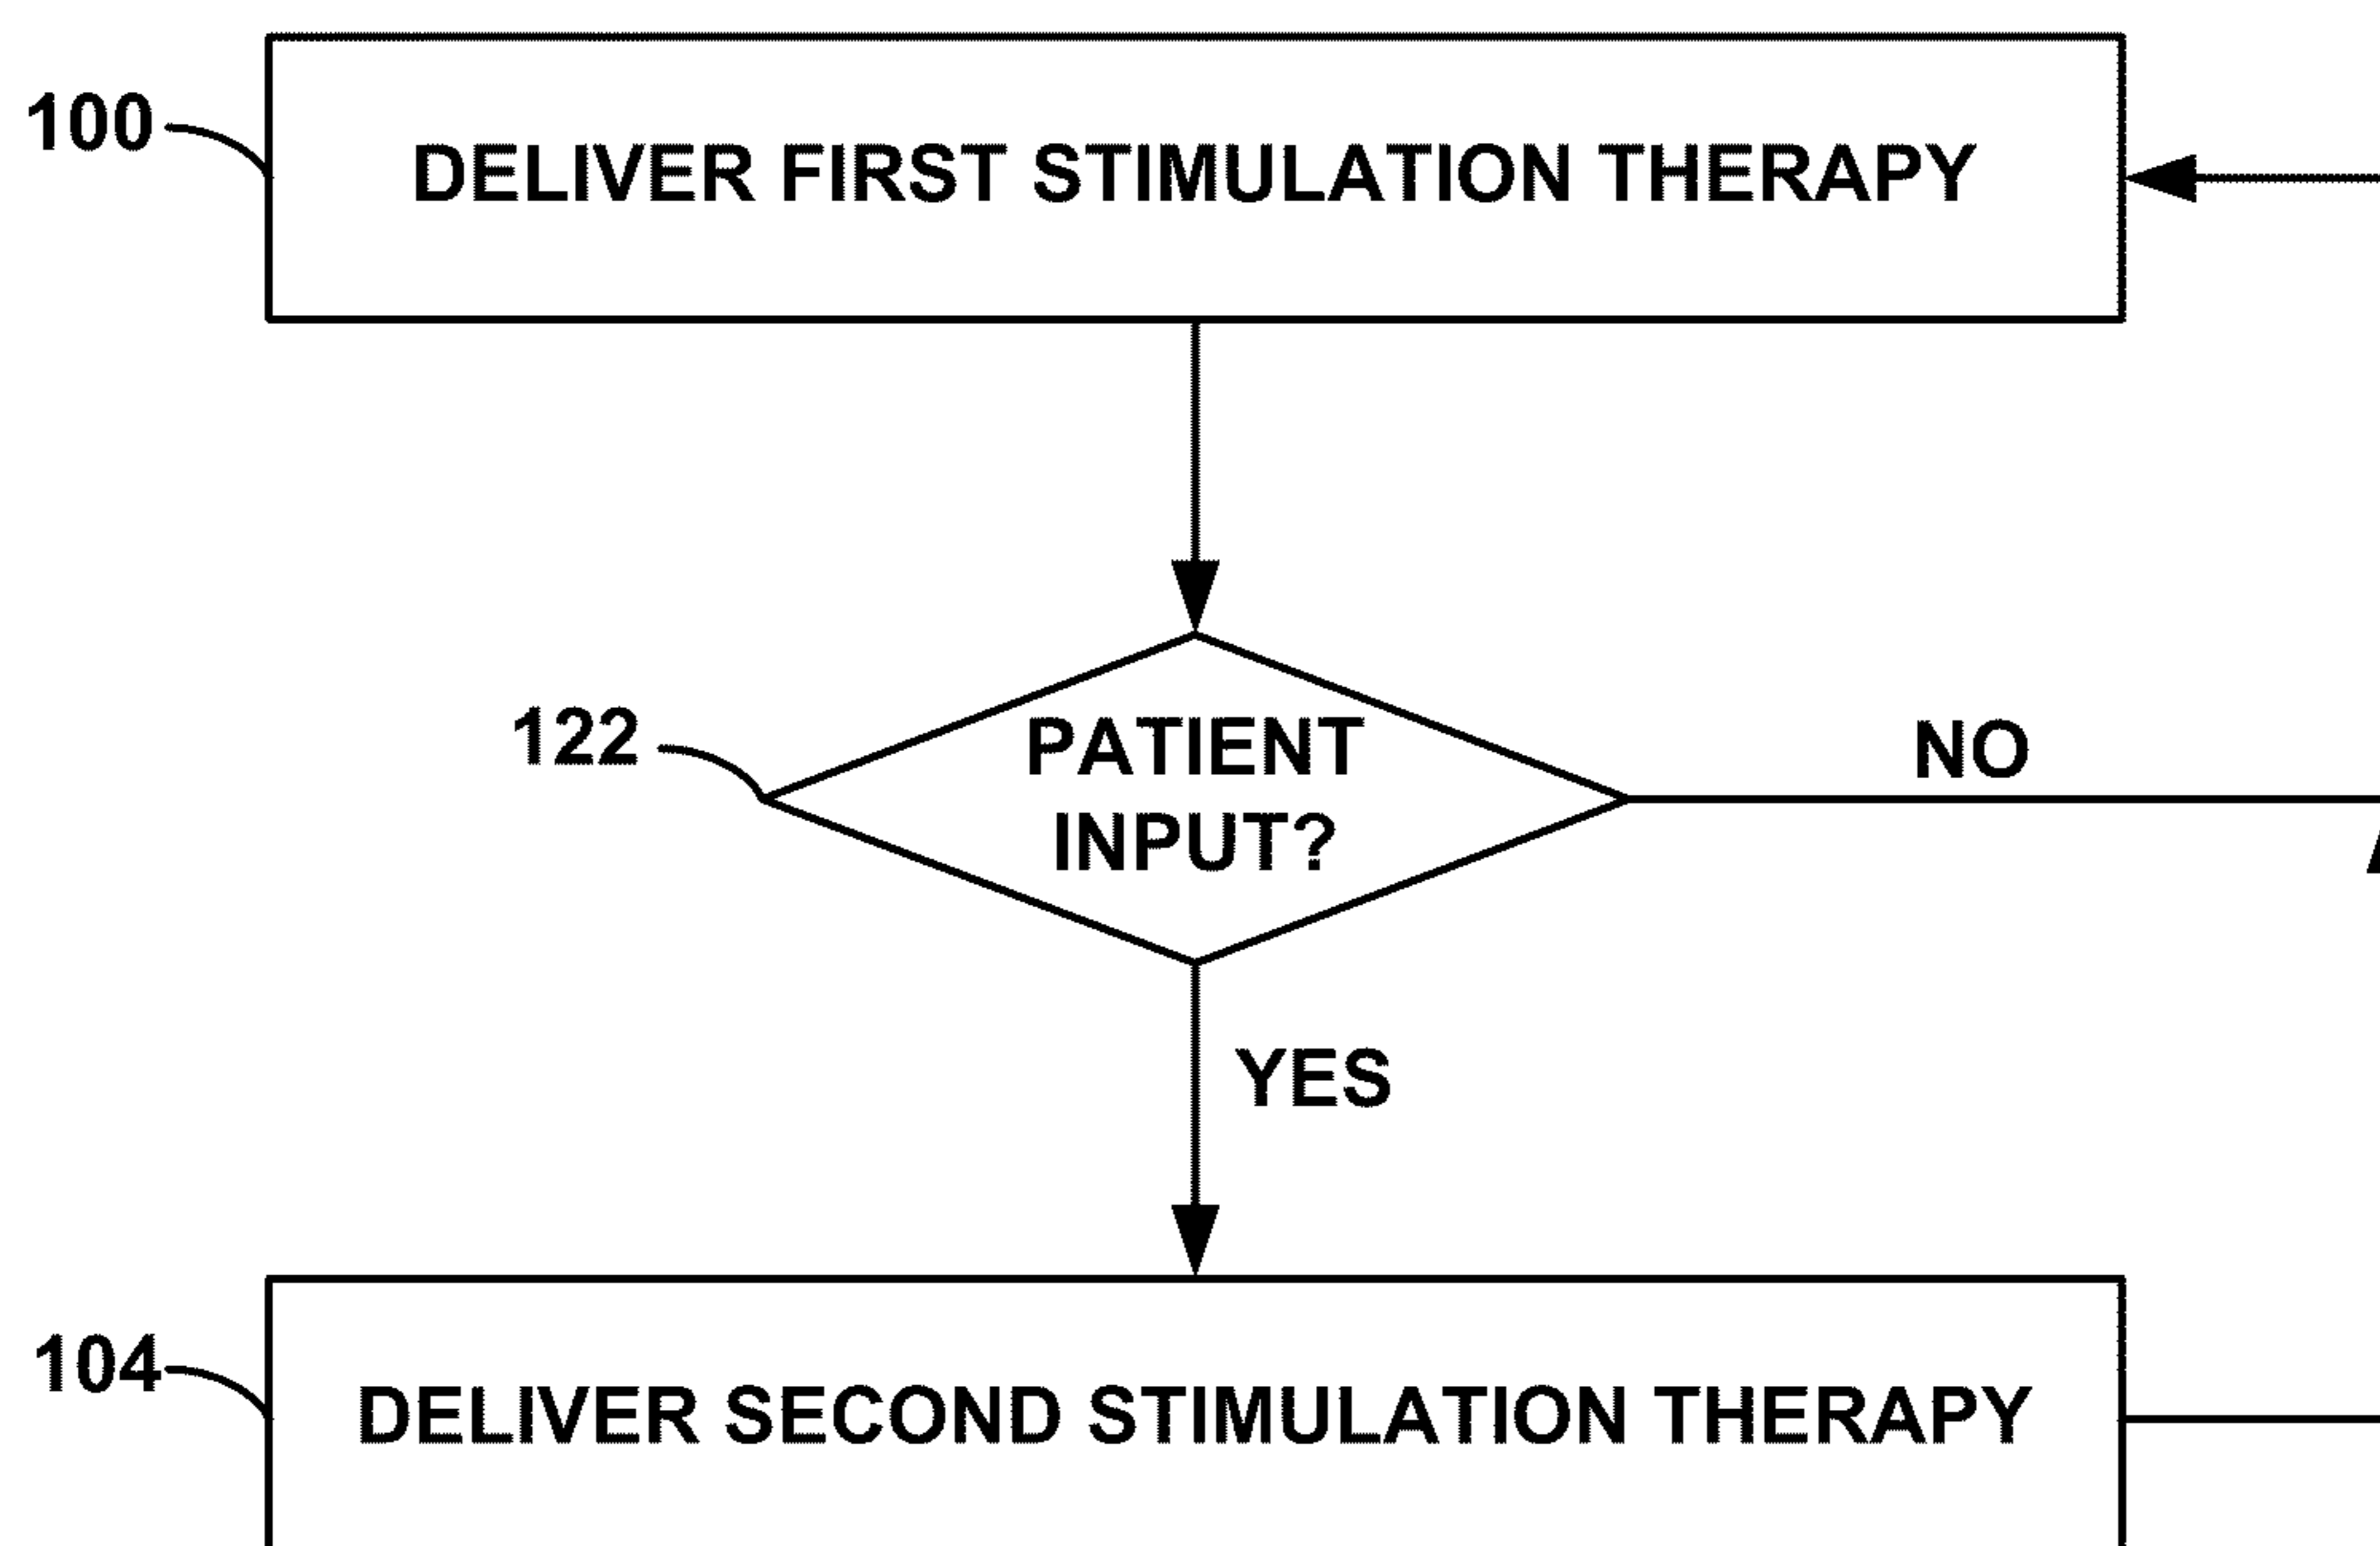 100
DELIVER FIRST STIMULATION THERAPY
122
PATIENT
INPUT?
NO
YES
104
DELIVER SECOND STIMULATION THERAPY